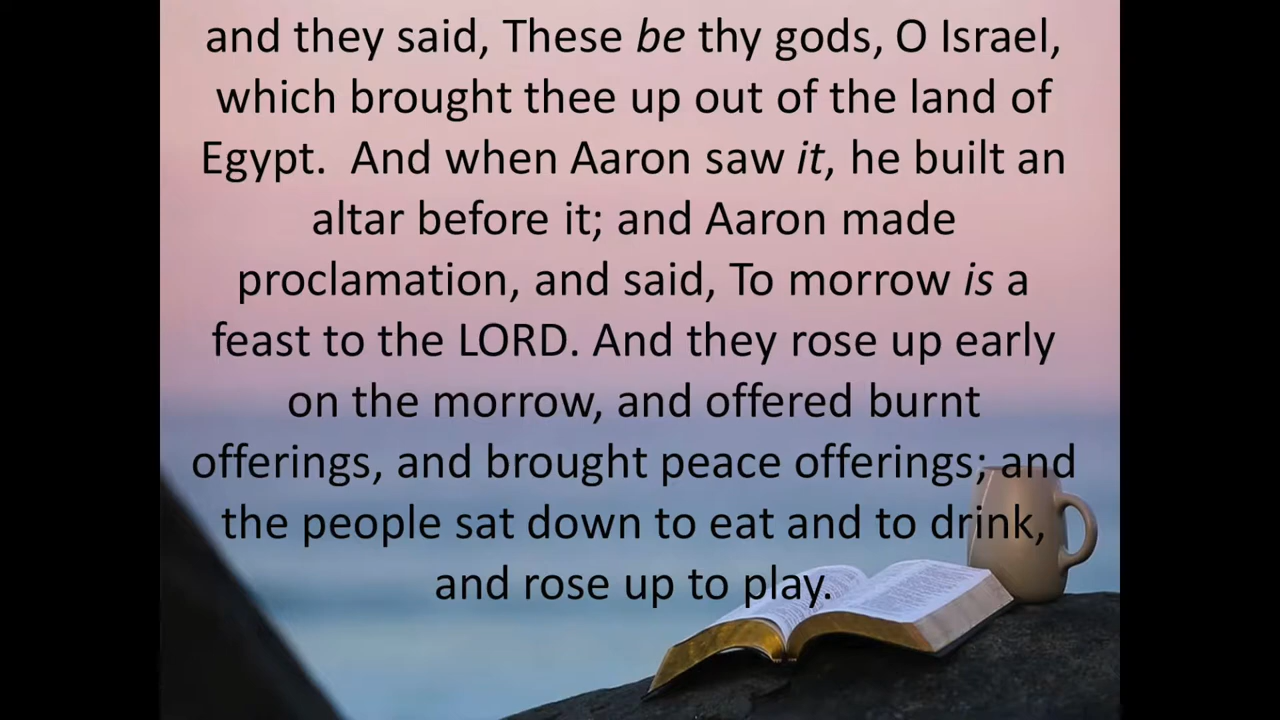 and they said, These be thy gods, O Israel,
which brought thee up out of the land of
Egypt.  And when Aaron saw it, he built an
altar before it; and Aaron made
proclamation, and said, To morrow is a
feast to the LORD. And they rose up early
on the morrow, and offered burnt
offerings, and brought peace offerings; and
the people sat down to eat and to drink,
and rose up to play.